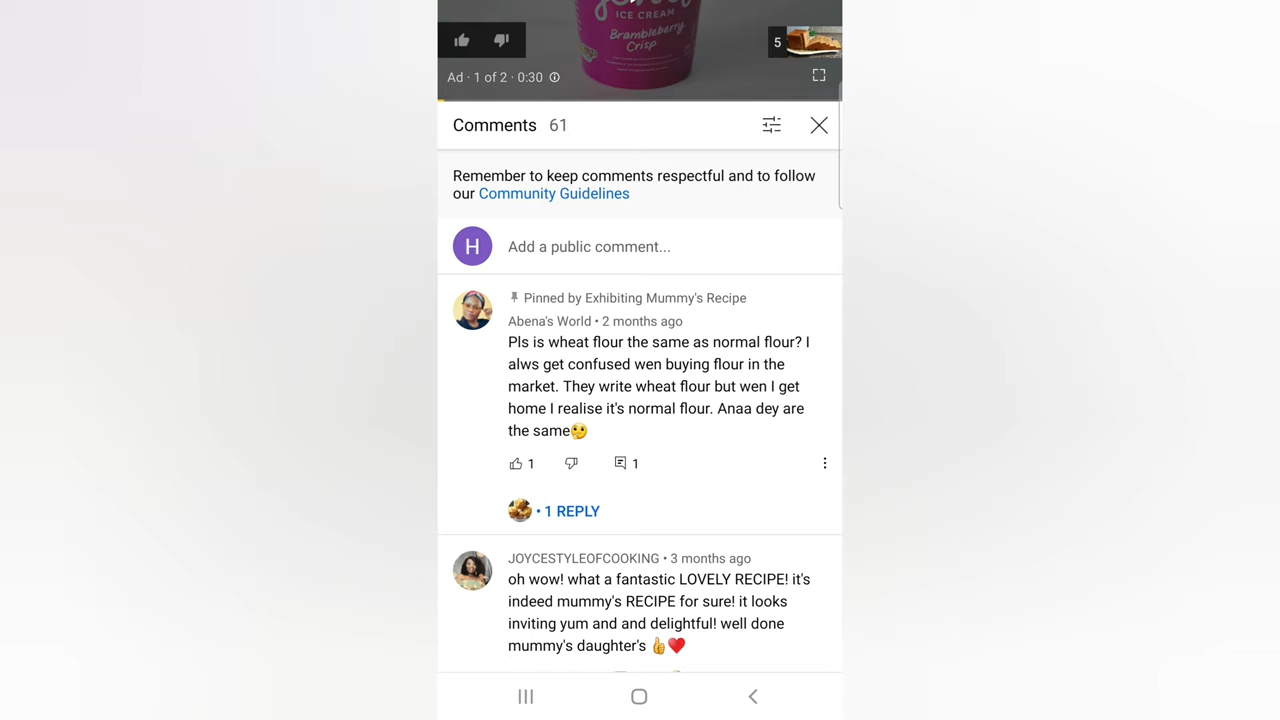 ICE CREAM
Brambleberry
Crisp
5
Ad · 1 of 2 · 0:30
Comments 61
Remember to keep comments respectful and to follow
our Community Guidelines
H
Add a public comment...
Pinned by Exhibiting Mummy's Recipe
Abena's World • 2 months ago
Pls is wheat flour the same as normal flour? I
alws get confused wen buying flour in the
market. They write wheat flour but wen I get
home I realise it's normal flour. Anaa dey are
the same🤔
1
1
• 1 REPLY
JOYCESTYLEOFCOOKING • 3 months ago
oh wow! what a fantastic LOVELY RECIPE! it's
indeed mummy's RECIPE for sure! it looks
inviting yum and and delightful! well done
mummy's daughter's 👍❤️